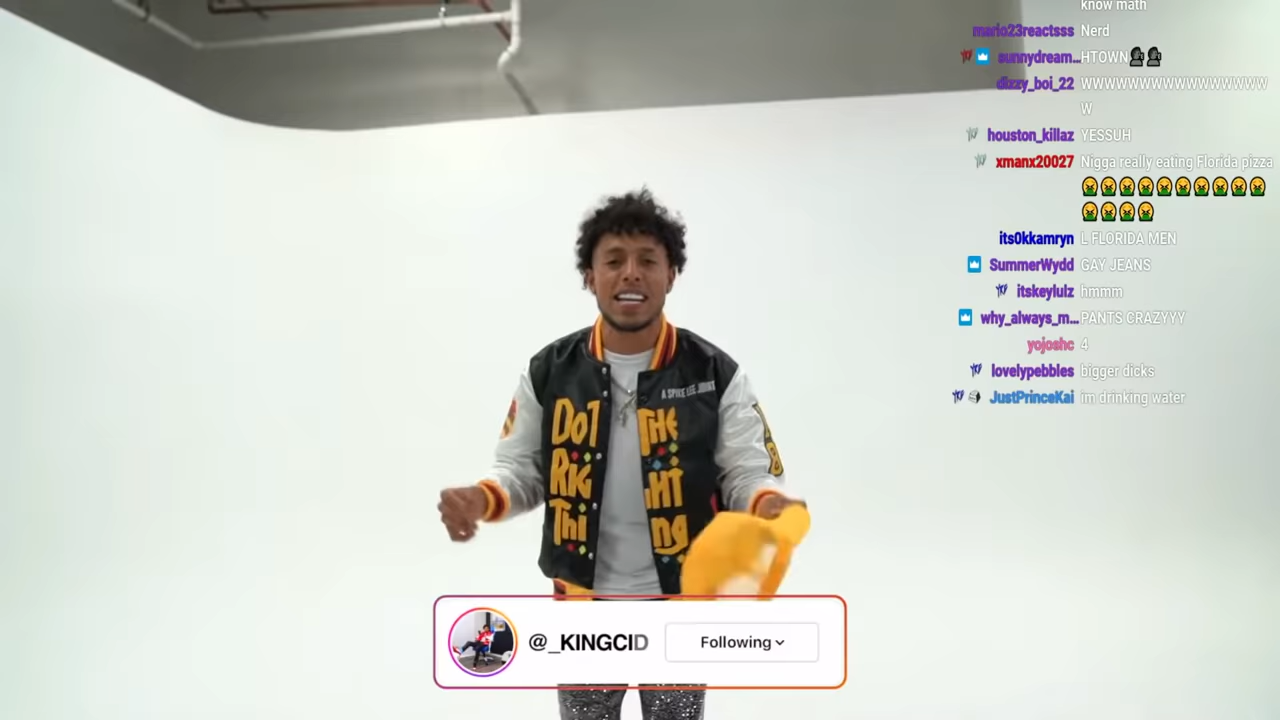 know math
mario23reactsss Nerd
sunnydream... HTOWN
dizzy_boi_22 WWWWWWWWWWWWWWWW
W
houston_killaz YESSUH
xmanx20027 Nigga really eating Florida pizza
its0kkamryn L FLORIDA MEN
SummerWydd GAY JEANS
itskeylulz hmmm
why_always_m... PANTS CRAZYYY
yojoshc 4
lovelypebbles bigger dicks
JustPrinceKai im drinking water
A SPIKE LEE JOINT
Do T THE
RIG HT
Thi ng
@_KINGCID Following